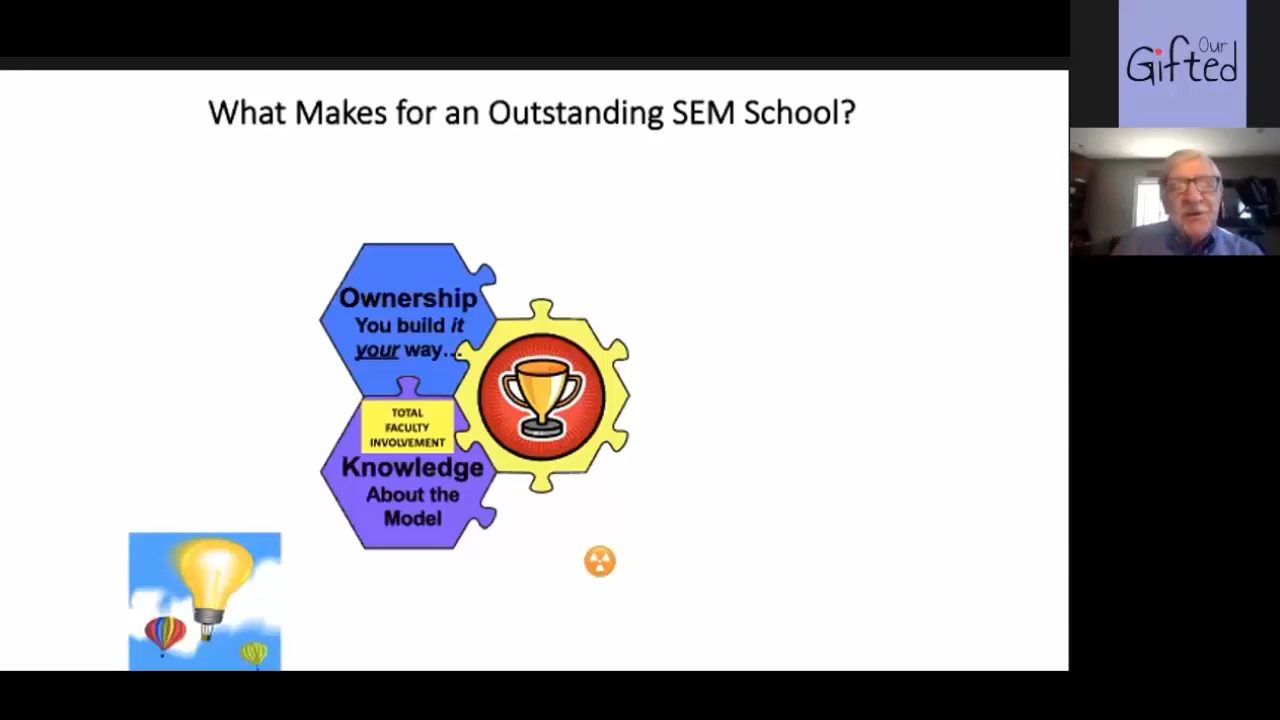 What Makes for an Outstanding SEM School?
Ownership
You build it
your way...
TOTAL
FACULTY
INVOLVEMENT
Knowledge
About the
Model
Our
Gifted